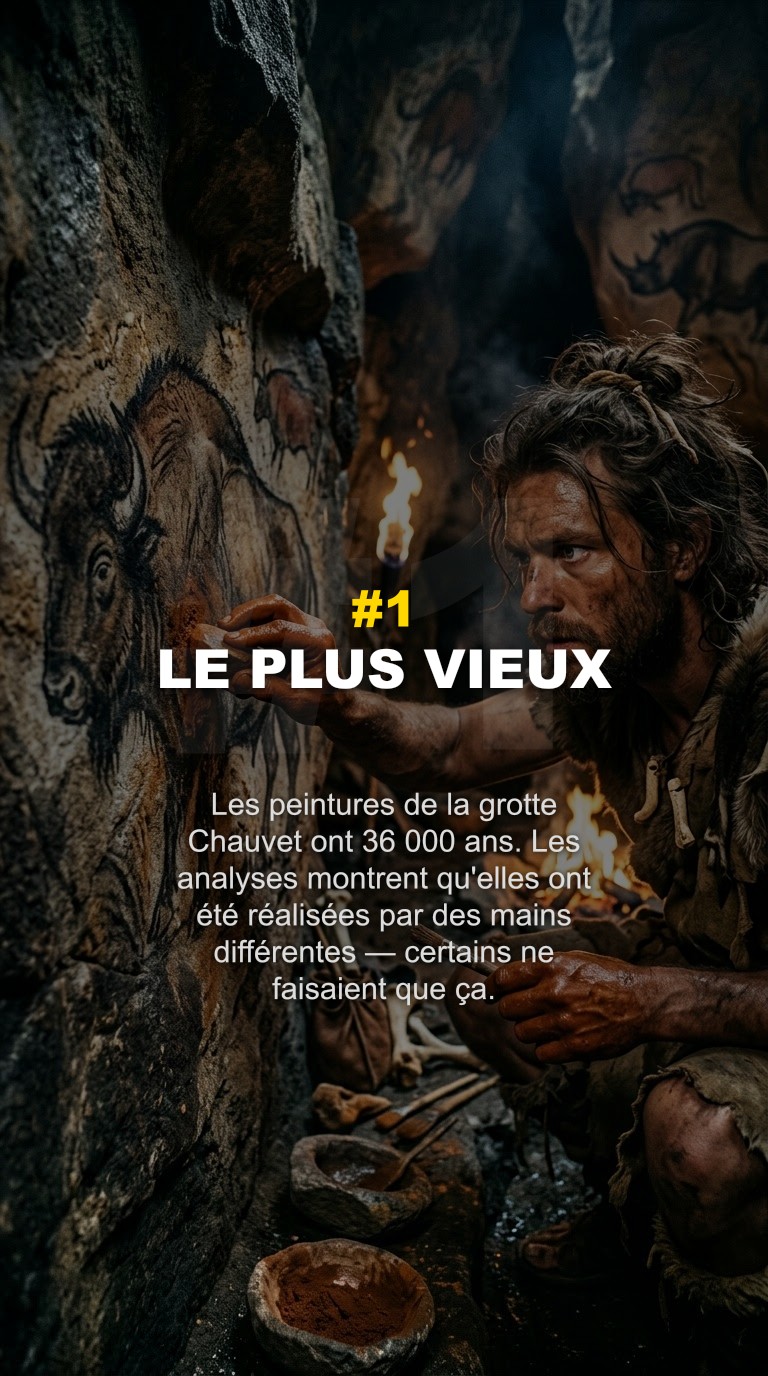 #1
LE PLUS VIEUX
Les peintures de la grotte
Chauvet ont 36 000 ans. Les
analyses montrent qu'elles ont
été réalisées par des mains
différentes — certains ne
faisaient que ça.